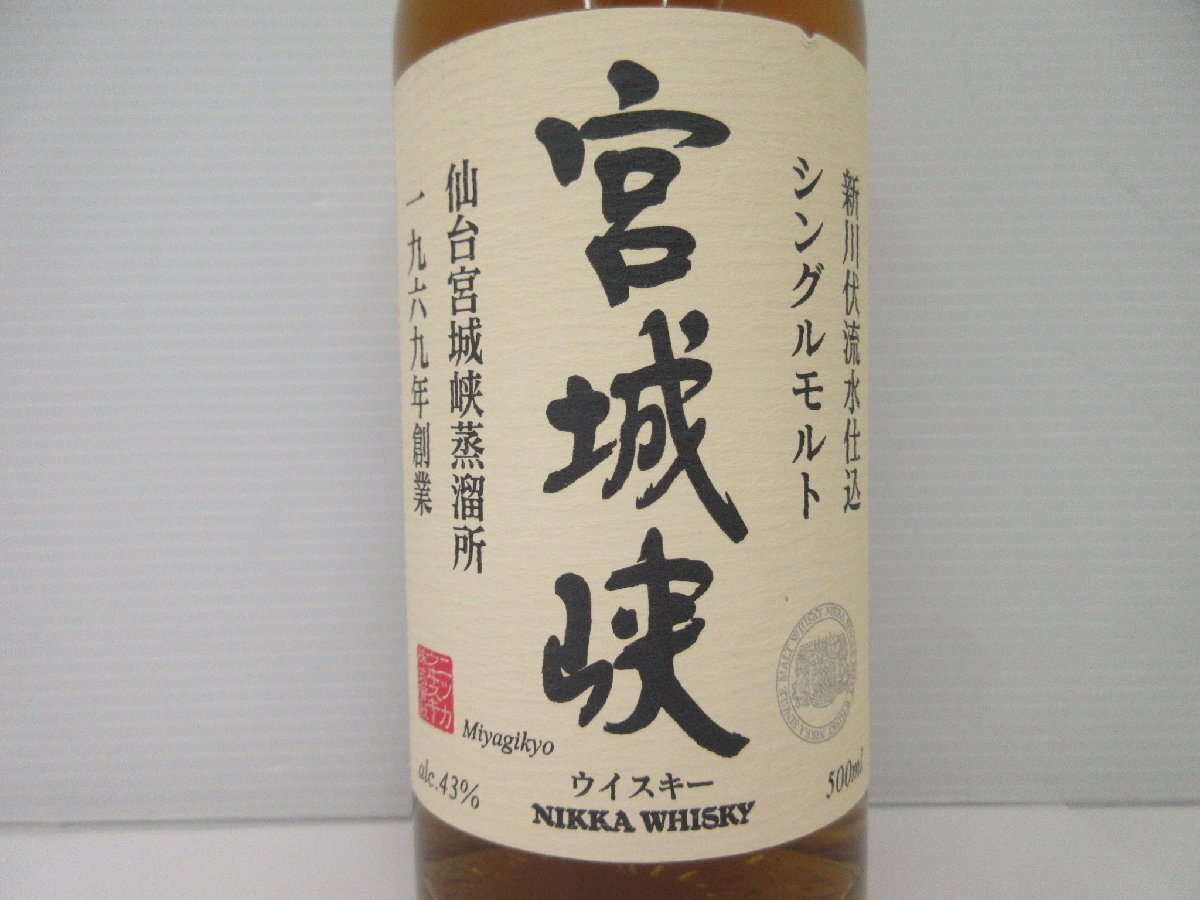 新川伏流水仕込
シングルモルト
宮城峡
仙台宮城峡蒸溜所
一九六九年創業
Miyagikyo
alc.43%
ウイスキー
NIKKA WHISKY
500ml